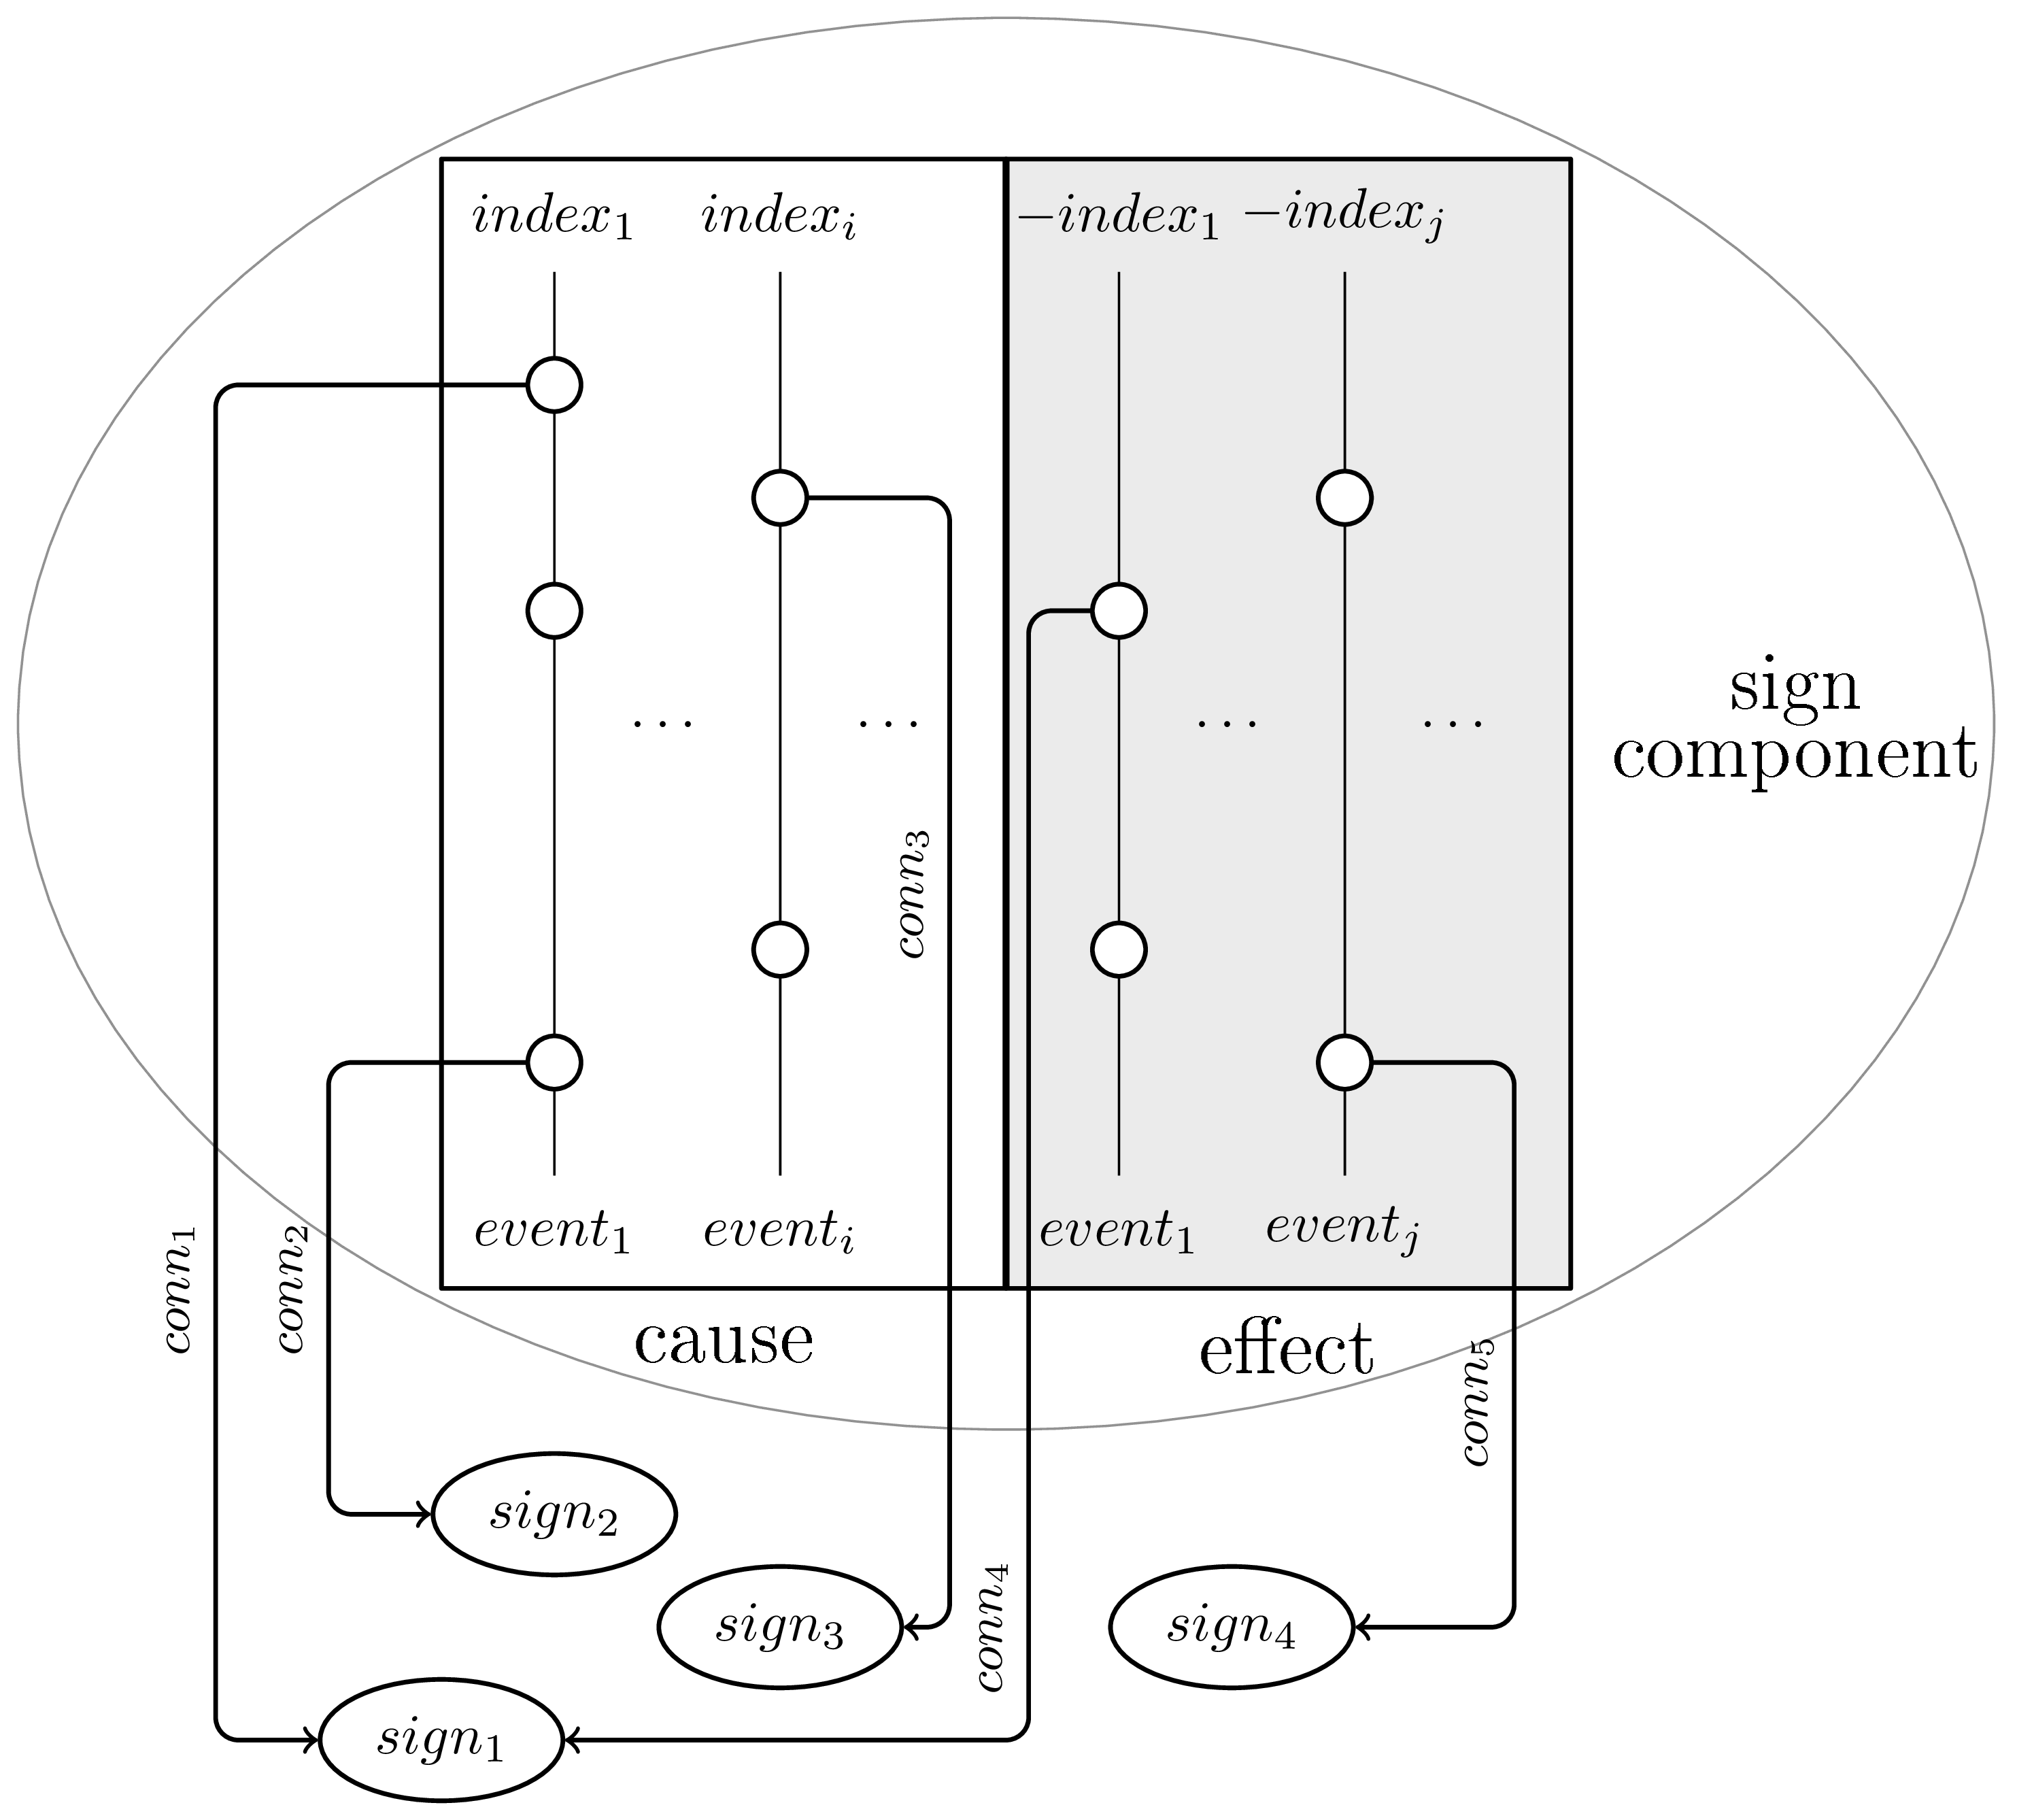 index₁ indexᵢ −index₁ −indexⱼ
… … … …
sign
component
conn₃
event₁ eventᵢ event₁ eventⱼ
conn₁ conn₂
cause effect
conn₅
sign₂
sign₃ conn₄ sign₄
sign₁